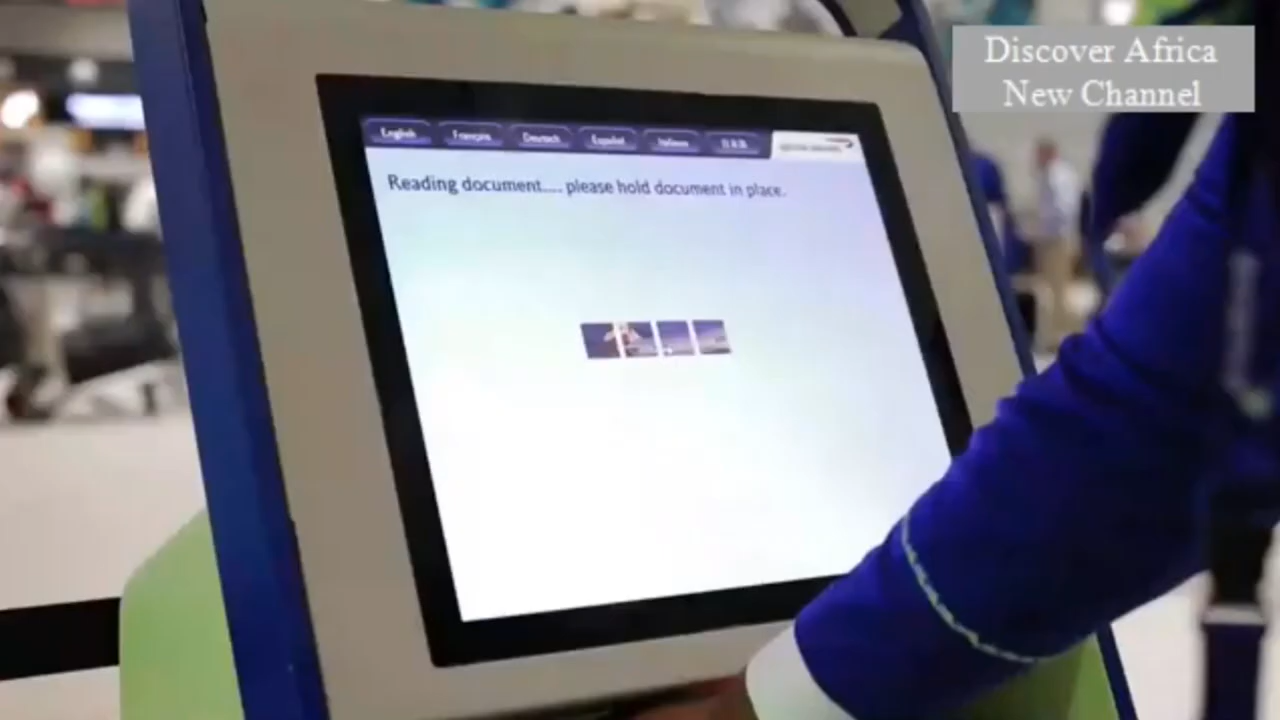 Discover Africa
New Channel
English Français Deutsch Español Italiano
Reading document.... please hold document in place.